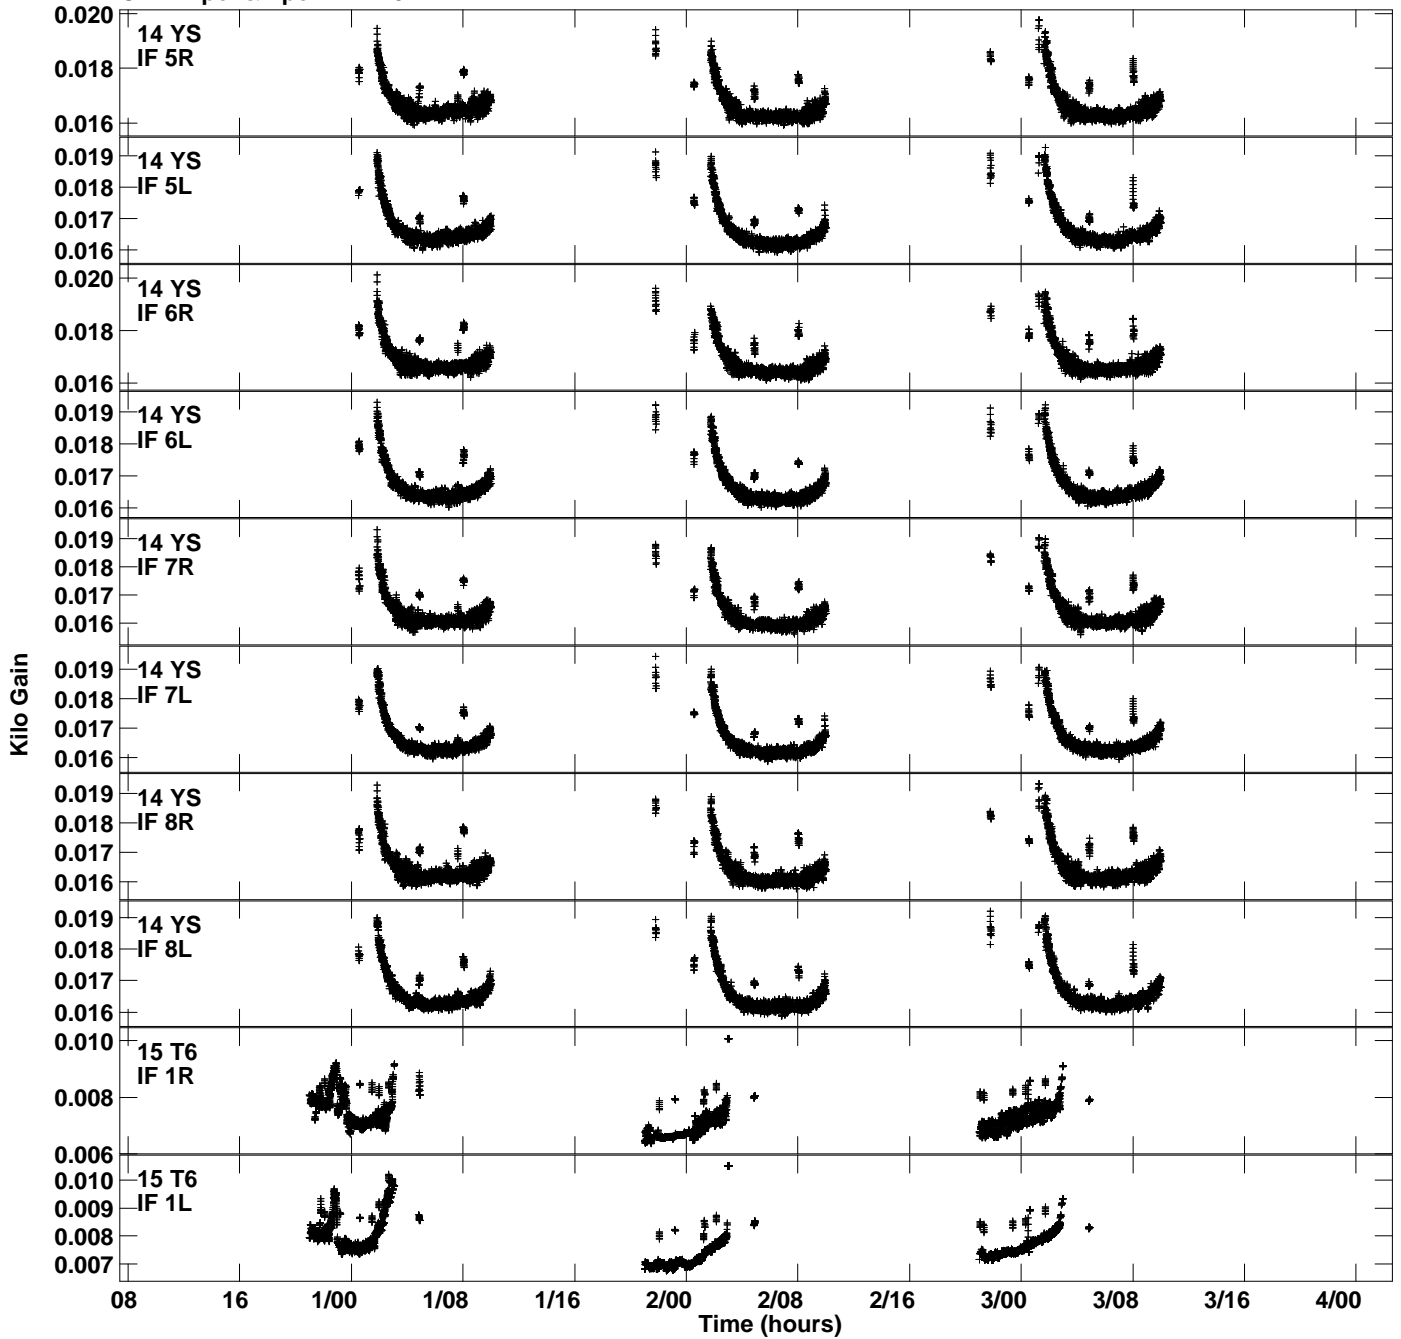 0.020
14 YS
IF 5R
0.018
0.016
0.019
14 YS
IF 5L
0.018
0.017
0.016
0.020
14 YS
IF 6R
0.018
0.016
0.019
14 YS
IF 6L
0.018
0.017
0.016
0.019
14 YS
IF 7R
0.018
0.017
0.016
0.019
14 YS
IF 7L
0.018
0.017
0.016
0.019
14 YS
IF 8R
0.018
0.017
0.016
0.019
14 YS
IF 8L
0.018
0.017
0.016
0.010
15 T6
IF 1R
0.008
0.006
0.010
15 T6
IF 1L
0.009
0.008
0.007
Kilo Gain
08 16 1/00 1/08 1/16 2/00 2/08 2/16 3/00 3/08 3/16 4/00
Time (hours)